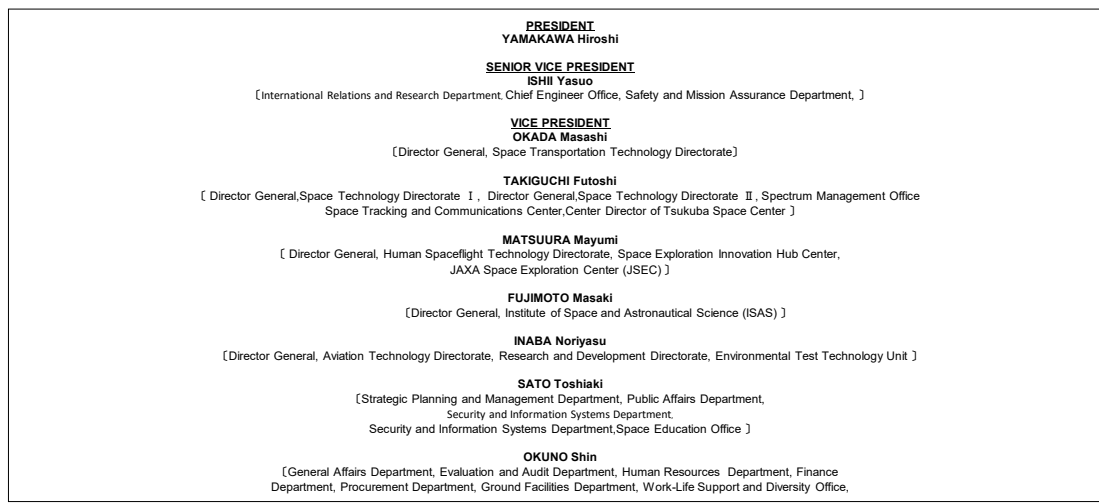 PRESIDENT
YAMAKAWA Hiroshi
SENIOR VICE PRESIDENT
ISHII Yasuo
〔International Relations and Research Department, Chief Engineer Office, Safety and Mission Assurance Department, 〕
VICE PRESIDENT
OKADA Masashi
〔Director General, Space Transportation Technology Directorate〕
TAKIGUCHI Futoshi
〔 Director General,Space Technology Directorate Ⅰ, Director General,Space Technology Directorate Ⅱ, Spectrum Management Office
Space Tracking and Communications Center,Center Director of Tsukuba Space Center 〕
MATSUURA Mayumi
〔 Director General, Human Spaceflight Technology Directorate, Space Exploration Innovation Hub Center,
JAXA Space Exploration Center (JSEC) 〕
FUJIMOTO Masaki
〔Director General, Institute of Space and Astronautical Science (ISAS) 〕
INABA Noriyasu
〔Director General, Aviation Technology Directorate, Research and Development Directorate, Environmental Test Technology Unit 〕
SATO Toshiaki
〔Strategic Planning and Management Department, Public Affairs Department,
Security and Information Systems Department,
Security and Information Systems Department,Space Education Office 〕
OKUNO Shin
〔General Affairs Department, Evaluation and Audit Department, Human Resources Department, Finance
Department, Procurement Department, Ground Facilities Department, Work-Life Support and Diversity Office,